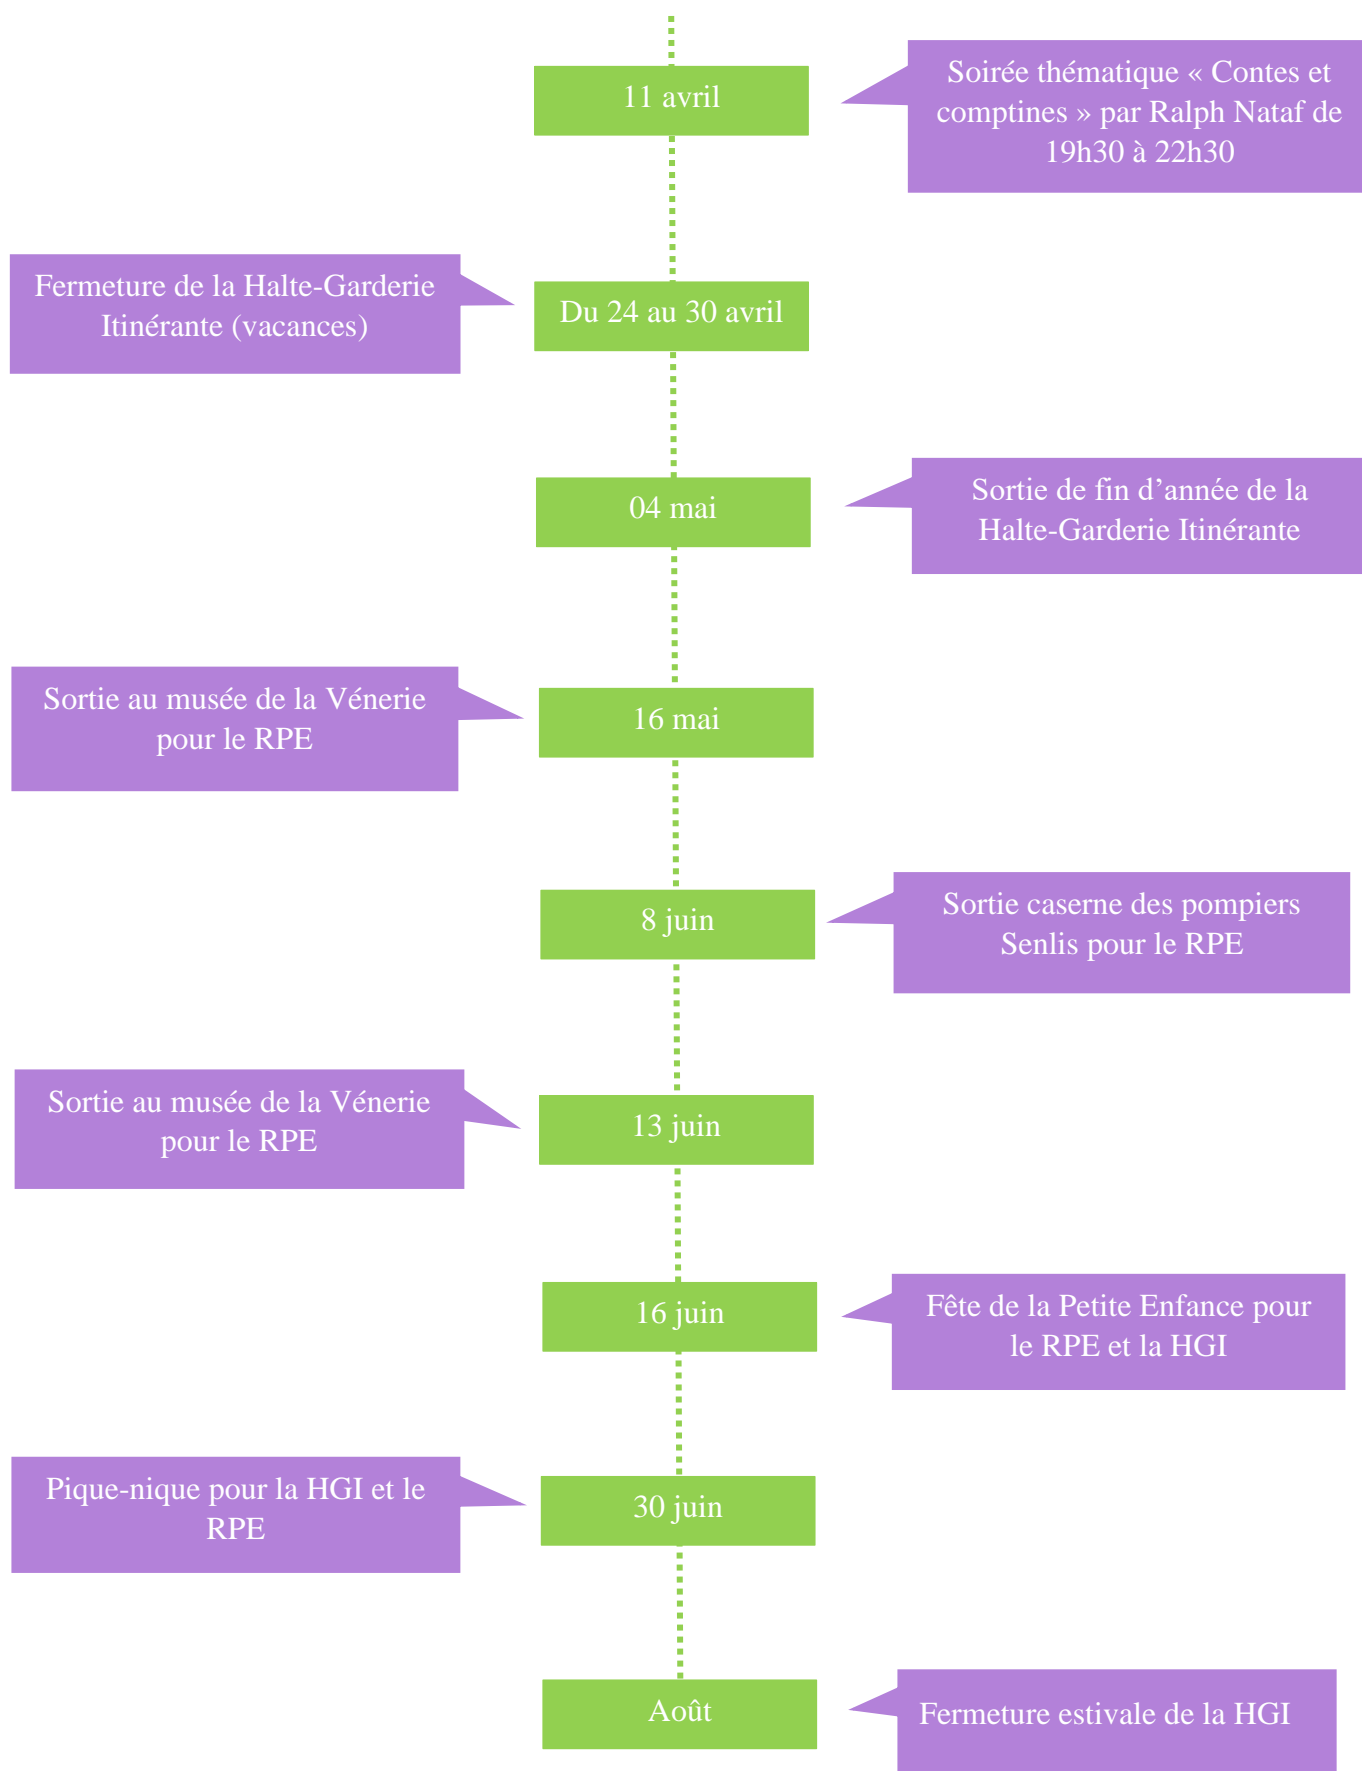 11 avril
Soirée thématique « Contes et
comptines » par Ralph Nataf de
19h30 à 22h30
Fermeture de la Halte-Garderie
Itinérante (vacances)
Du 24 au 30 avril
04 mai
Sortie de fin d’année de la
Halte-Garderie Itinérante
Sortie au musée de la Vénerie
pour le RPE
16 mai
8 juin
Sortie caserne des pompiers
Senlis pour le RPE
Sortie au musée de la Vénerie
pour le RPE
13 juin
16 juin
Fête de la Petite Enfance pour
le RPE et la HGI
Pique-nique pour la HGI et le
RPE
30 juin
Août
Fermeture estivale de la HGI